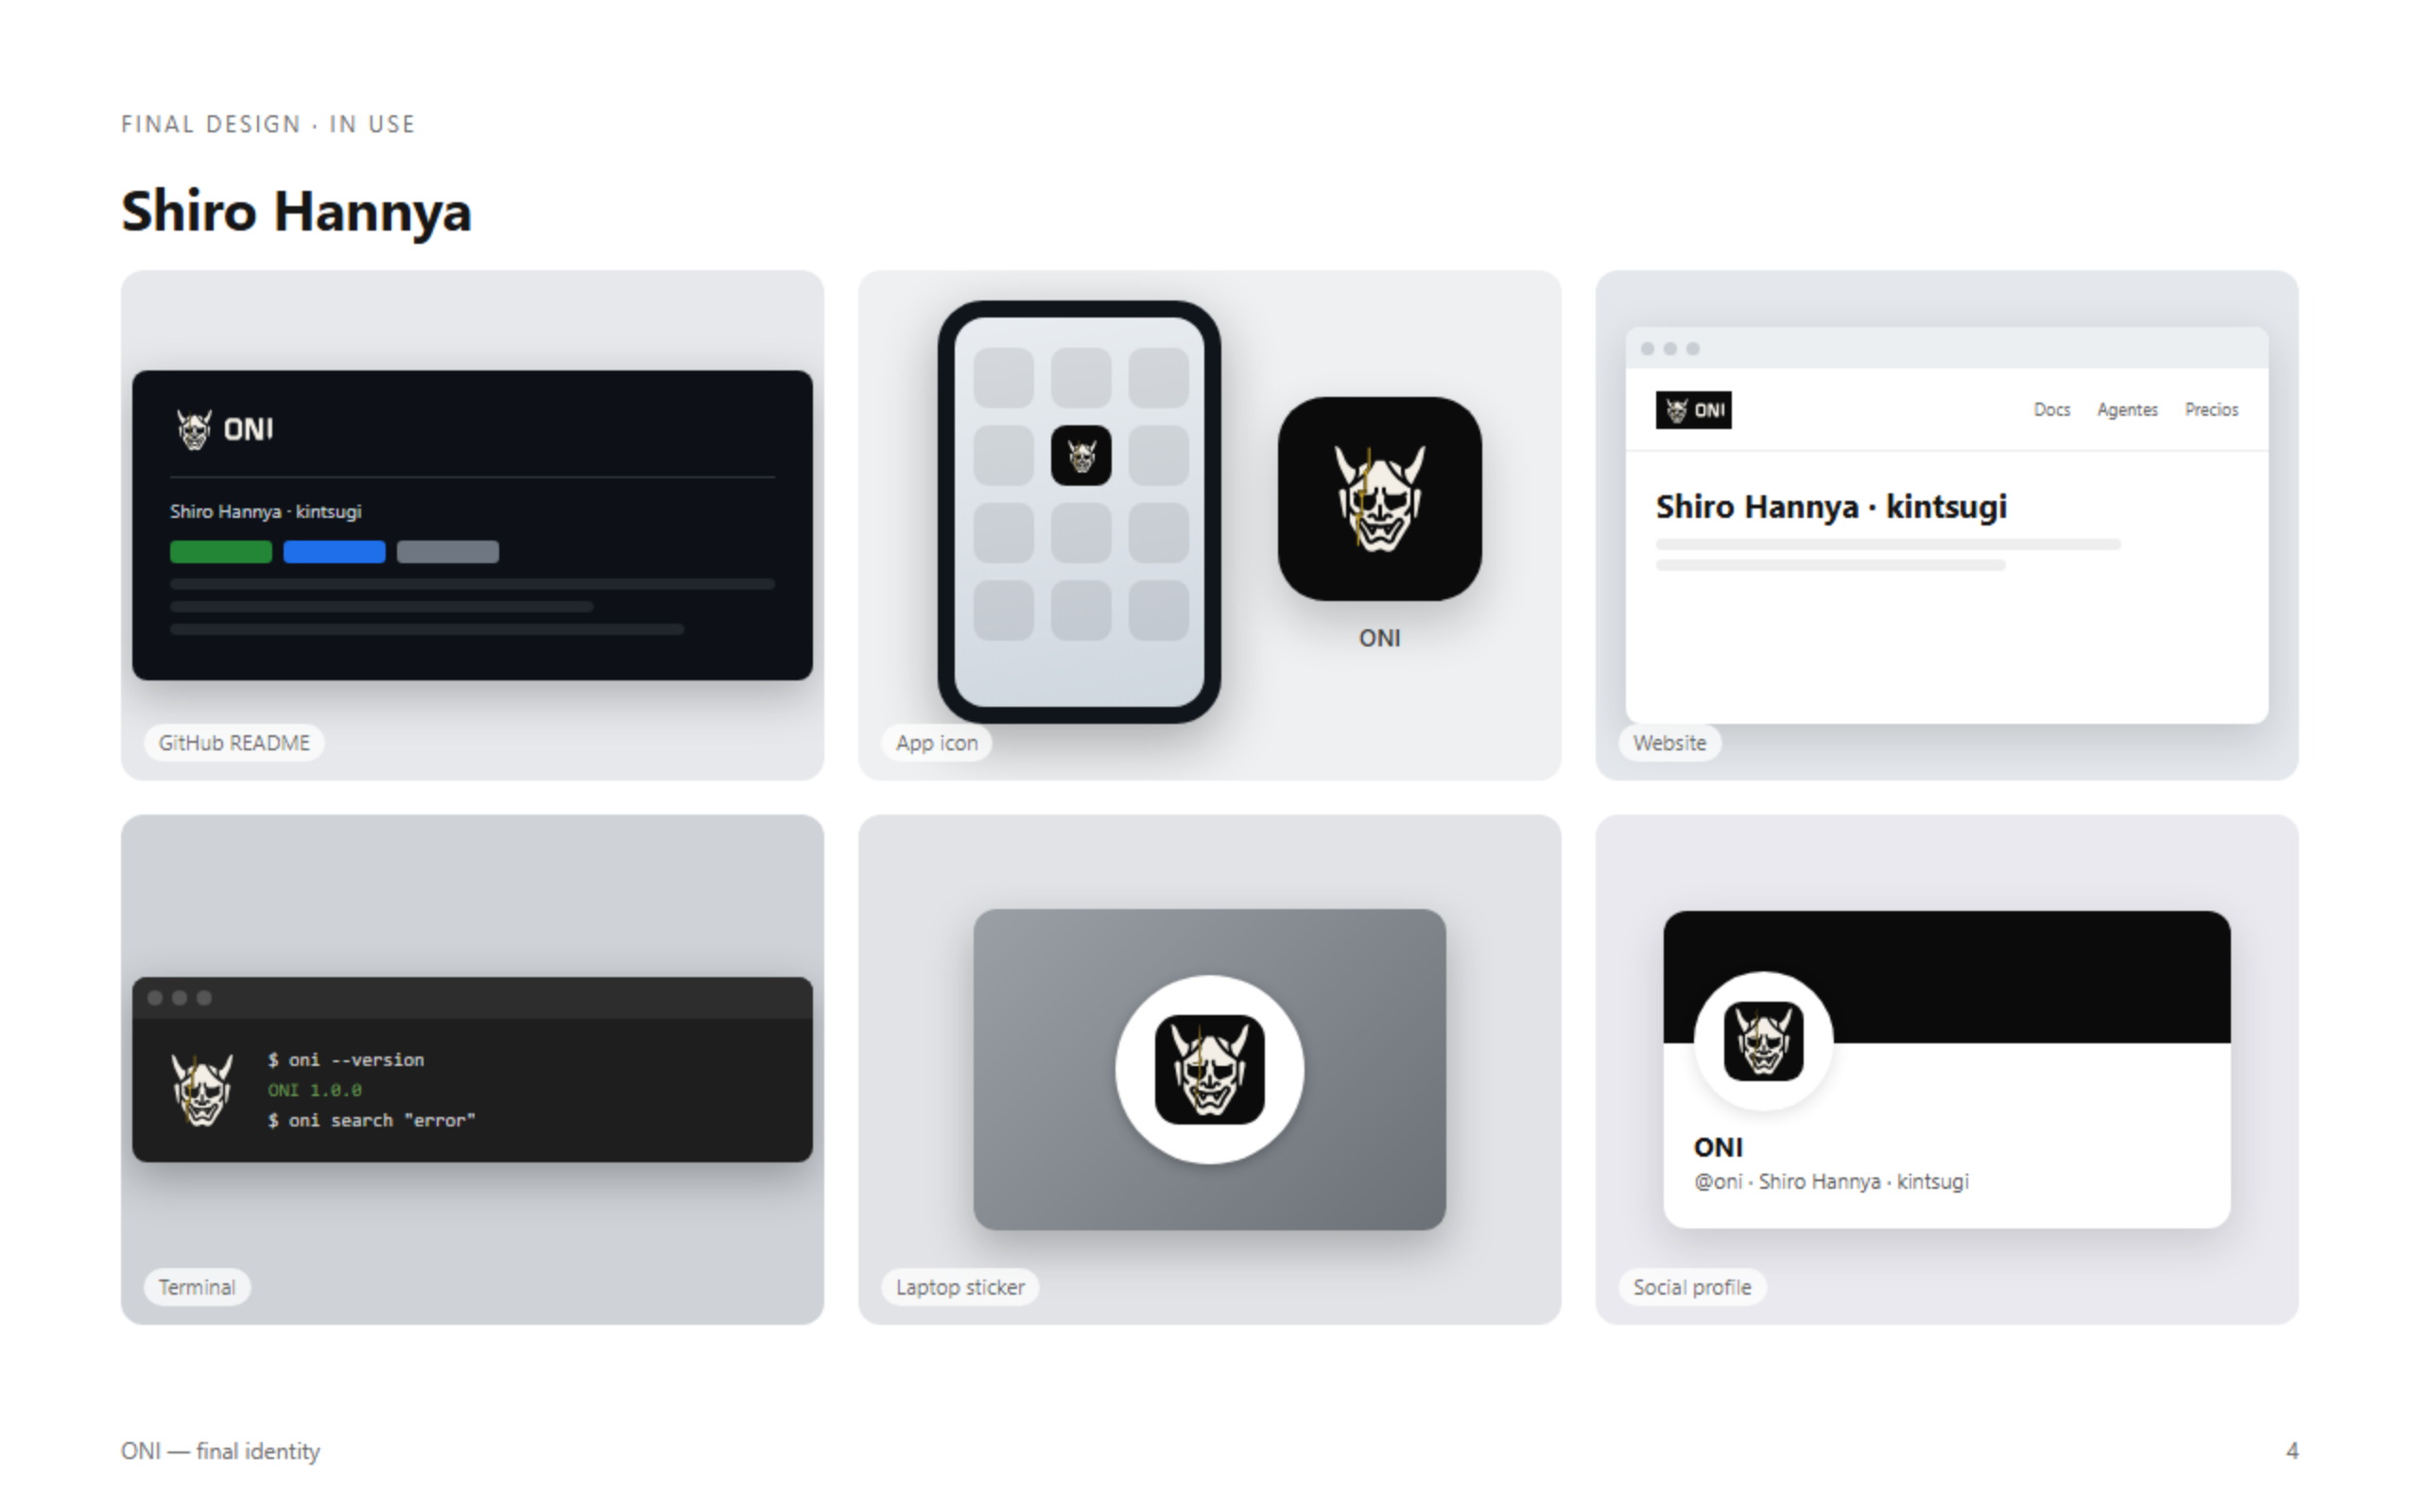 FINAL DESIGN · IN USE
Shiro Hannya
ONI
Shiro Hannya · kintsugi
GitHub README
ONI
App icon
ONI
Docs Agentes Precios
Shiro Hannya · kintsugi
Website
$ oni --version
ONI 1.0.0
$ oni search "error"
Terminal
Laptop sticker
ONI
@oni · Shiro Hannya · kintsugi
Social profile
ONI — final identity
4